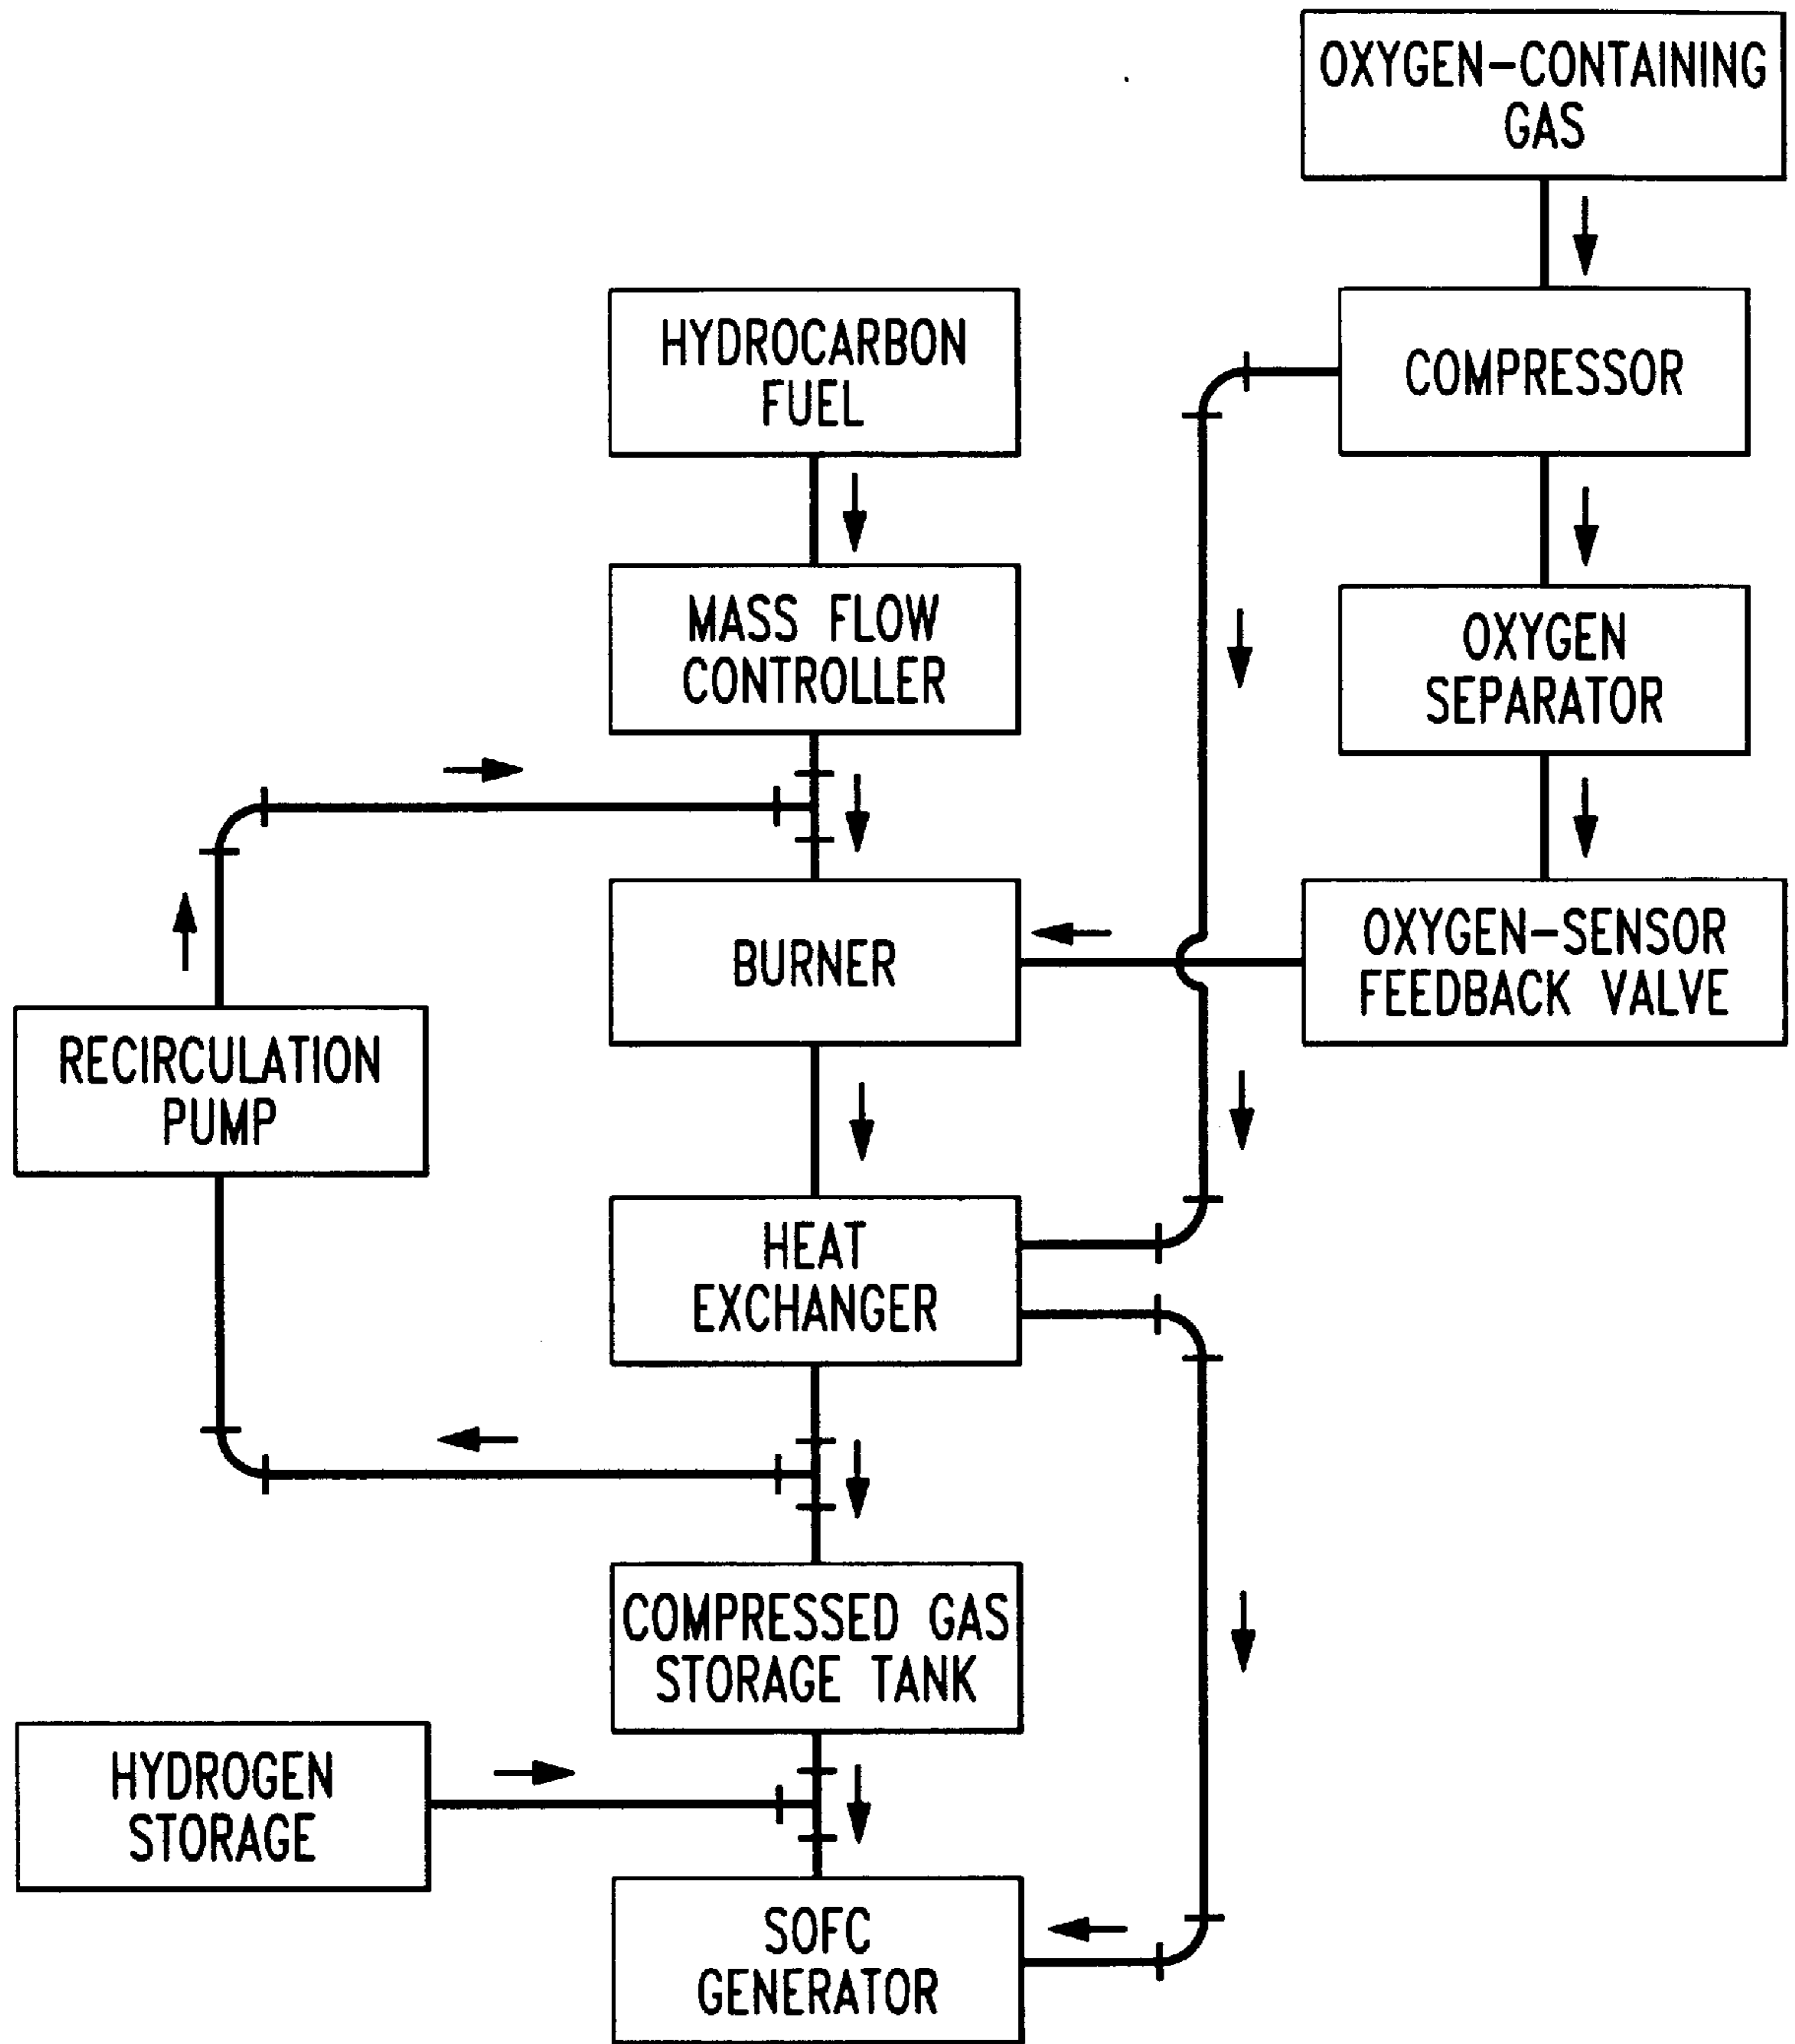 OXYGEN-CONTAINING
GAS
HYDROCARBON
FUEL
COMPRESSOR
MASS FLOW
CONTROLLER
OXYGEN
SEPARATOR
BURNER
OXYGEN-SENSOR
FEEDBACK VALVE
RECIRCULATION
PUMP
HEAT
EXCHANGER
COMPRESSED GAS
STORAGE TANK
HYDROGEN
STORAGE
SOFC
GENERATOR